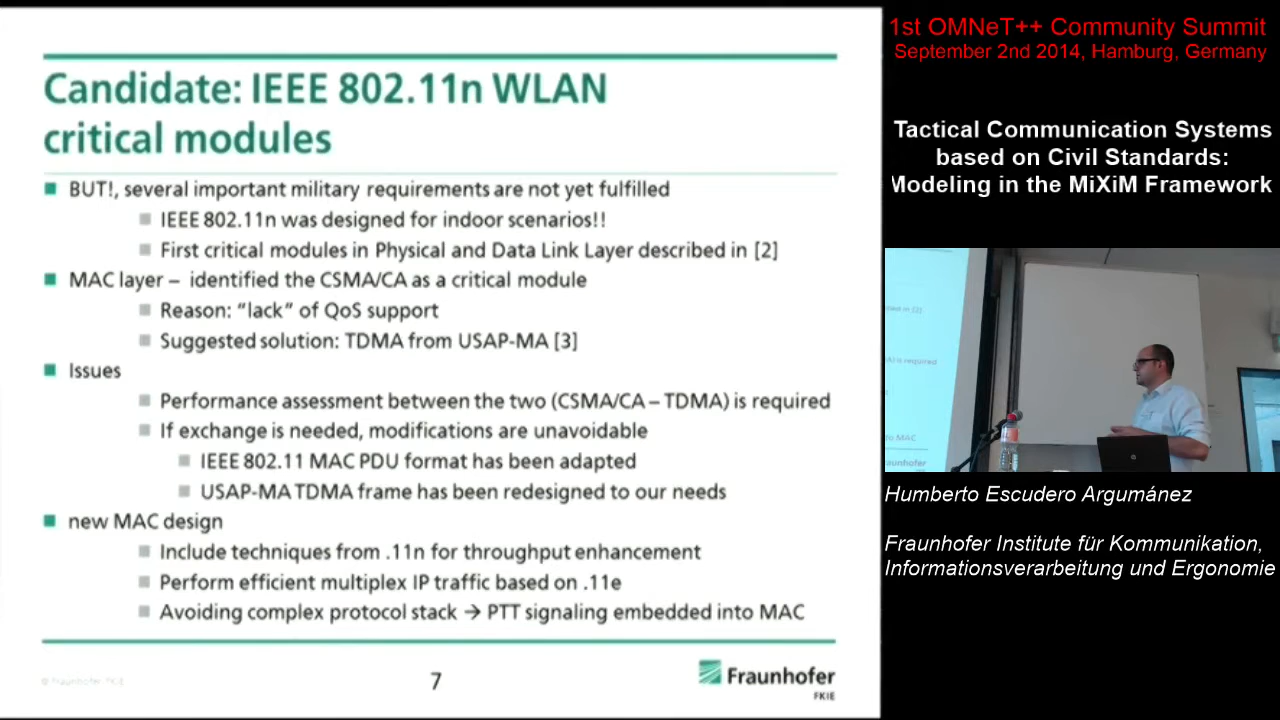 Candidate: IEEE 802.11n WLAN
critical modules
BUT!, several important military requirements are not yet fulfilled
IEEE 802.11n was designed for indoor scenarios!!
First critical modules in Physical and Data Link Layer described in [2]
MAC layer – identified the CSMA/CA as a critical module
Reason: “lack” of QoS support
Suggested solution: TDMA from USAP-MA [3]
Issues
Performance assessment between the two (CSMA/CA – TDMA) is required
If exchange is needed, modifications are unavoidable
IEEE 802.11 MAC PDU format has been adapted
USAP-MA TDMA frame has been redesigned to our needs
new MAC design
Include techniques from .11n for throughput enhancement
Perform efficient multiplex IP traffic based on .11e
Avoiding complex protocol stack → PTT signaling embedded into MAC
© Fraunhofer FKIE
7
Fraunhofer
FKIE
1st OMNeT++ Community Summit
September 2nd 2014, Hamburg, Germany
Tactical Communication Systems
based on Civil Standards:
Modeling in the MiXiM Framework
Humberto Escudero Argumánez
Fraunhofer Institute für Kommunikation,
Informationsverarbeitung und Ergonomie